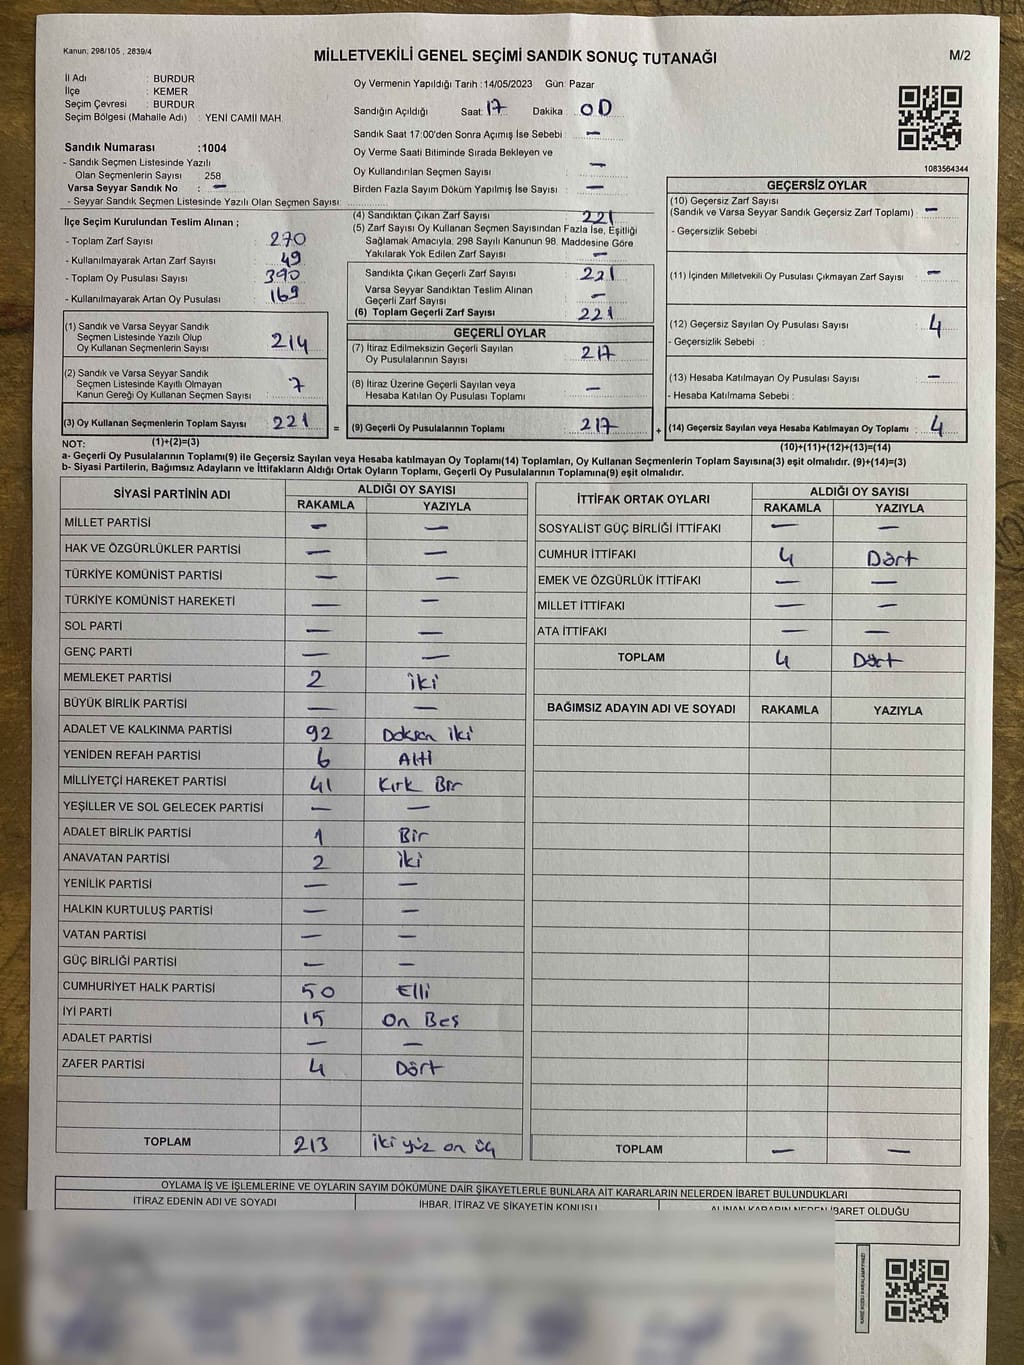 Kanun; 298/105 , 2839/4
MİLLETVEKİLİ GENEL SEÇİMİ SANDIK SONUÇ TUTANAĞI
M/2
İl Adı : BURDUR
İlçe : KEMER
Seçim Çevresi : BURDUR
Seçim Bölgesi (Mahalle Adı) : YENİ CAMİİ MAH.
Sandık Numarası :1004
- Sandık Seçmen Listesinde Yazılı
Olan Seçmenlerin Sayısı 258
Varsa Seyyar Sandık No : –
- Seyyar Sandık Seçmen Listesinde Yazılı Olan Seçmen Sayısı:
İlçe Seçim Kurulundan Teslim Alınan ;
- Toplam Zarf Sayısı : 270
- Kullanılmayarak Artan Zarf Sayısı : 49
- Toplam Oy Pusulası Sayısı : 390
- Kullanılmayarak Artan Oy Pusulası : 169
(1) Sandık ve Varsa Seyyar Sandık
Seçmen Listesinde Yazılı Olup
Oy Kullanan Seçmenlerin Sayısı : 214
(2) Sandık ve Varsa Seyyar Sandık
Seçmen Listesinde Kayıtlı Olmayan
Kanun Gereği Oy Kullanan Seçmen Sayısı : 7
(3) Oy Kullanan Seçmenlerin Toplam Sayısı : 221 =
Oy Vermenin Yapıldığı Tarih :14/05/2023 Gün: Pazar
Sandığın Açıldığı Saat: 17 Dakika : 00
Sandık Saat 17:00'den Sonra Açımış İse Sebebi : –
Oy Verme Saati Bitiminde Sırada Bekleyen ve
Oy Kullandırılan Seçmen Sayısı : –
Birden Fazla Sayım Döküm Yapılmış İse Sayısı : –
(4) Sandıktan Çıkan Zarf Sayısı : 221
(5) Zarf Sayısı Oy Kullanan Seçmen Sayısından Fazla İse, Eşitliği
Sağlamak Amacıyla, 298 Sayılı Kanunun 98. Maddesine Göre
Yakılarak Yok Edilen Zarf Sayısı : –
Sandıkta Çıkan Geçerli Zarf Sayısı : 221
Varsa Seyyar Sandıktan Teslim Alınan
Geçerli Zarf Sayısı : –
(6) Toplam Geçerli Zarf Sayısı : 221
GEÇERLİ OYLAR
(7) İtiraz Edilmeksizin Geçerli Sayılan
Oy Pusulalarının Sayısı : 217
(8) İtiraz Üzerine Geçerli Sayılan veya
Hesaba Katılan Oy Pusulası Toplamı : –
(9) Geçerli Oy Pusulalarının Toplamı : 217 +
1083564344
GEÇERSİZ OYLAR
(10) Geçersiz Zarf Sayısı
(Sandık ve Varsa Seyyar Sandık Geçersiz Zarf Toplamı) : –
- Geçersizlik Sebebi :
(11) İçinden Milletvekili Oy Pusulası Çıkmayan Zarf Sayısı : –
(12) Geçersiz Sayılan Oy Pusulası Sayısı : 4
- Geçersizlik Sebebi :
(13) Hesaba Katılmayan Oy Pusulası Sayısı : –
- Hesaba Katılmama Sebebi :
(14) Geçersiz Sayılan veya Hesaba Katılmayan Oy Toplamı : 4
NOT: (1)+(2)=(3) (10)+(11)+(12)+(13)=(14)
a- Geçerli Oy Pusulalarının Toplamı(9) ile Geçersiz Sayılan veya Hesaba katılmayan Oy Toplamı(14) Toplamları, Oy Kullanan Seçmenlerin Toplam Sayısına(3) eşit olmalıdır. (9)+(14)=(3)
b- Siyasi Partilerin, Bağımsız Adayların ve İttifakların Aldığı Ortak Oyların Toplamı, Geçerli Oy Pusulalarının Toplamına(9) eşit olmalıdır.
SİYASİ PARTİNİN ADI ALDIĞI OY SAYISI
RAKAMLA YAZIYLA
MİLLET PARTİSİ – –
HAK VE ÖZGÜRLÜKLER PARTİSİ – –
TÜRKİYE KOMÜNİST PARTİSİ – –
TÜRKİYE KOMÜNİST HAREKETİ – –
SOL PARTİ – –
GENÇ PARTİ – –
MEMLEKET PARTİSİ 2 iki
BÜYÜK BİRLİK PARTİSİ – –
ADALET VE KALKINMA PARTİSİ 92 Doksan iki
YENİDEN REFAH PARTİSİ 6 Altı
MİLLİYETÇİ HAREKET PARTİSİ 41 Kırk Bir
YEŞİLLER VE SOL GELECEK PARTİSİ – –
ADALET BİRLİK PARTİSİ 1 Bir
ANAVATAN PARTİSİ 2 iki
YENİLİK PARTİSİ – –
HALKIN KURTULUŞ PARTİSİ – –
VATAN PARTİSİ – –
GÜÇ BİRLİĞİ PARTİSİ – –
CUMHURİYET HALK PARTİSİ 50 Elli
İYİ PARTİ 15 On Beş
ADALET PARTİSİ – –
ZAFER PARTİSİ 4 Dört
TOPLAM 213 iki yüz on üç
İTTİFAK ORTAK OYLARI ALDIĞI OY SAYISI
RAKAMLA YAZIYLA
SOSYALİST GÜÇ BİRLİĞİ İTTİFAKI – –
CUMHUR İTTİFAKI 4 Dört
EMEK VE ÖZGÜRLÜK İTTİFAKI – –
MİLLET İTTİFAKI – –
ATA İTTİFAKI – –
TOPLAM 4 Dört
BAĞIMSIZ ADAYIN ADI VE SOYADI RAKAMLA YAZIYLA
TOPLAM – –
OYLAMA İŞ VE İŞLEMLERİNE VE OYLARIN SAYIM DÖKÜMÜNE DAİR ŞİKAYETLERLE BUNLARA AİT KARARLARIN NELERDEN İBARET BULUNDUKLARI
İTİRAZ EDENİN ADI VE SOYADI İHBAR, İTİRAZ VE ŞİKAYETİN KONUSU ALINAN KARARIN NEDEN İBARET OLDUĞU